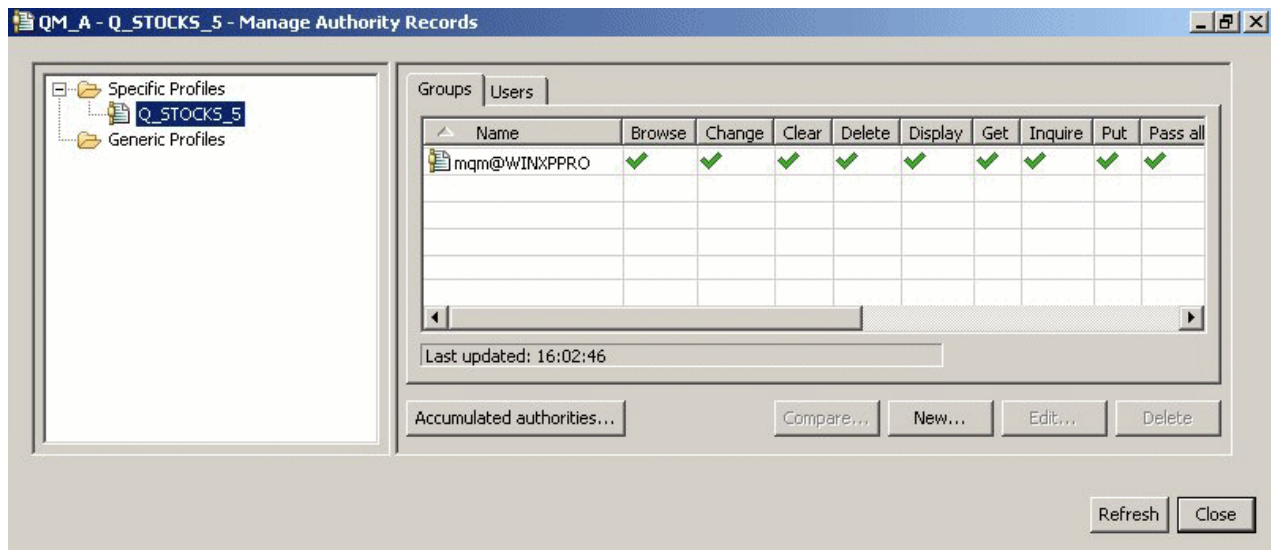 QM_A - Q_STOCKS_5 - Manage Authority Records
Specific Profiles
Q_STOCKS_5
Generic Profiles
Groups Users
Name Browse Change Clear Delete Display Get Inquire Put Pass all
mqm@WINXPPRO
Last updated: 16:02:46
Accumulated authorities... Compare... New... Edit... Delete
Refresh Close